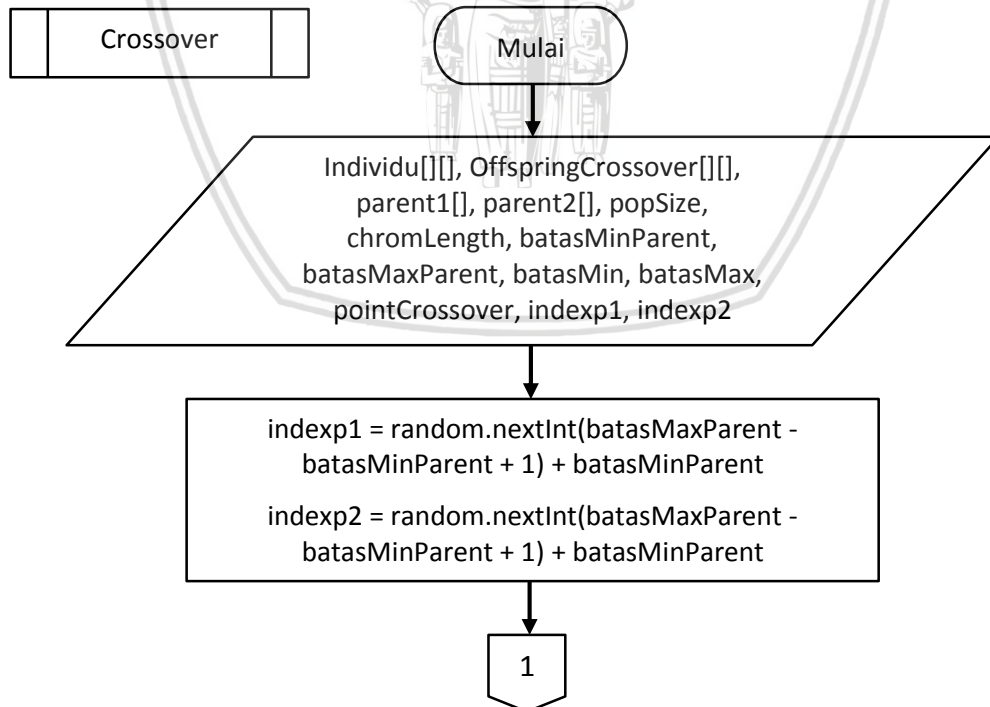 Crossover
Mulai
Individu[][], OffspringCrossover[][],
parent1[], parent2[], popSize,
chromLength, batasMinParent,
batasMaxParent, batasMin, batasMax,
pointCrossover, indexp1, indexp2
indexp1 = random.nextInt(batasMaxParent -
batasMinParent + 1) + batasMinParent
indexp2 = random.nextInt(batasMaxParent -
batasMinParent + 1) + batasMinParent
1